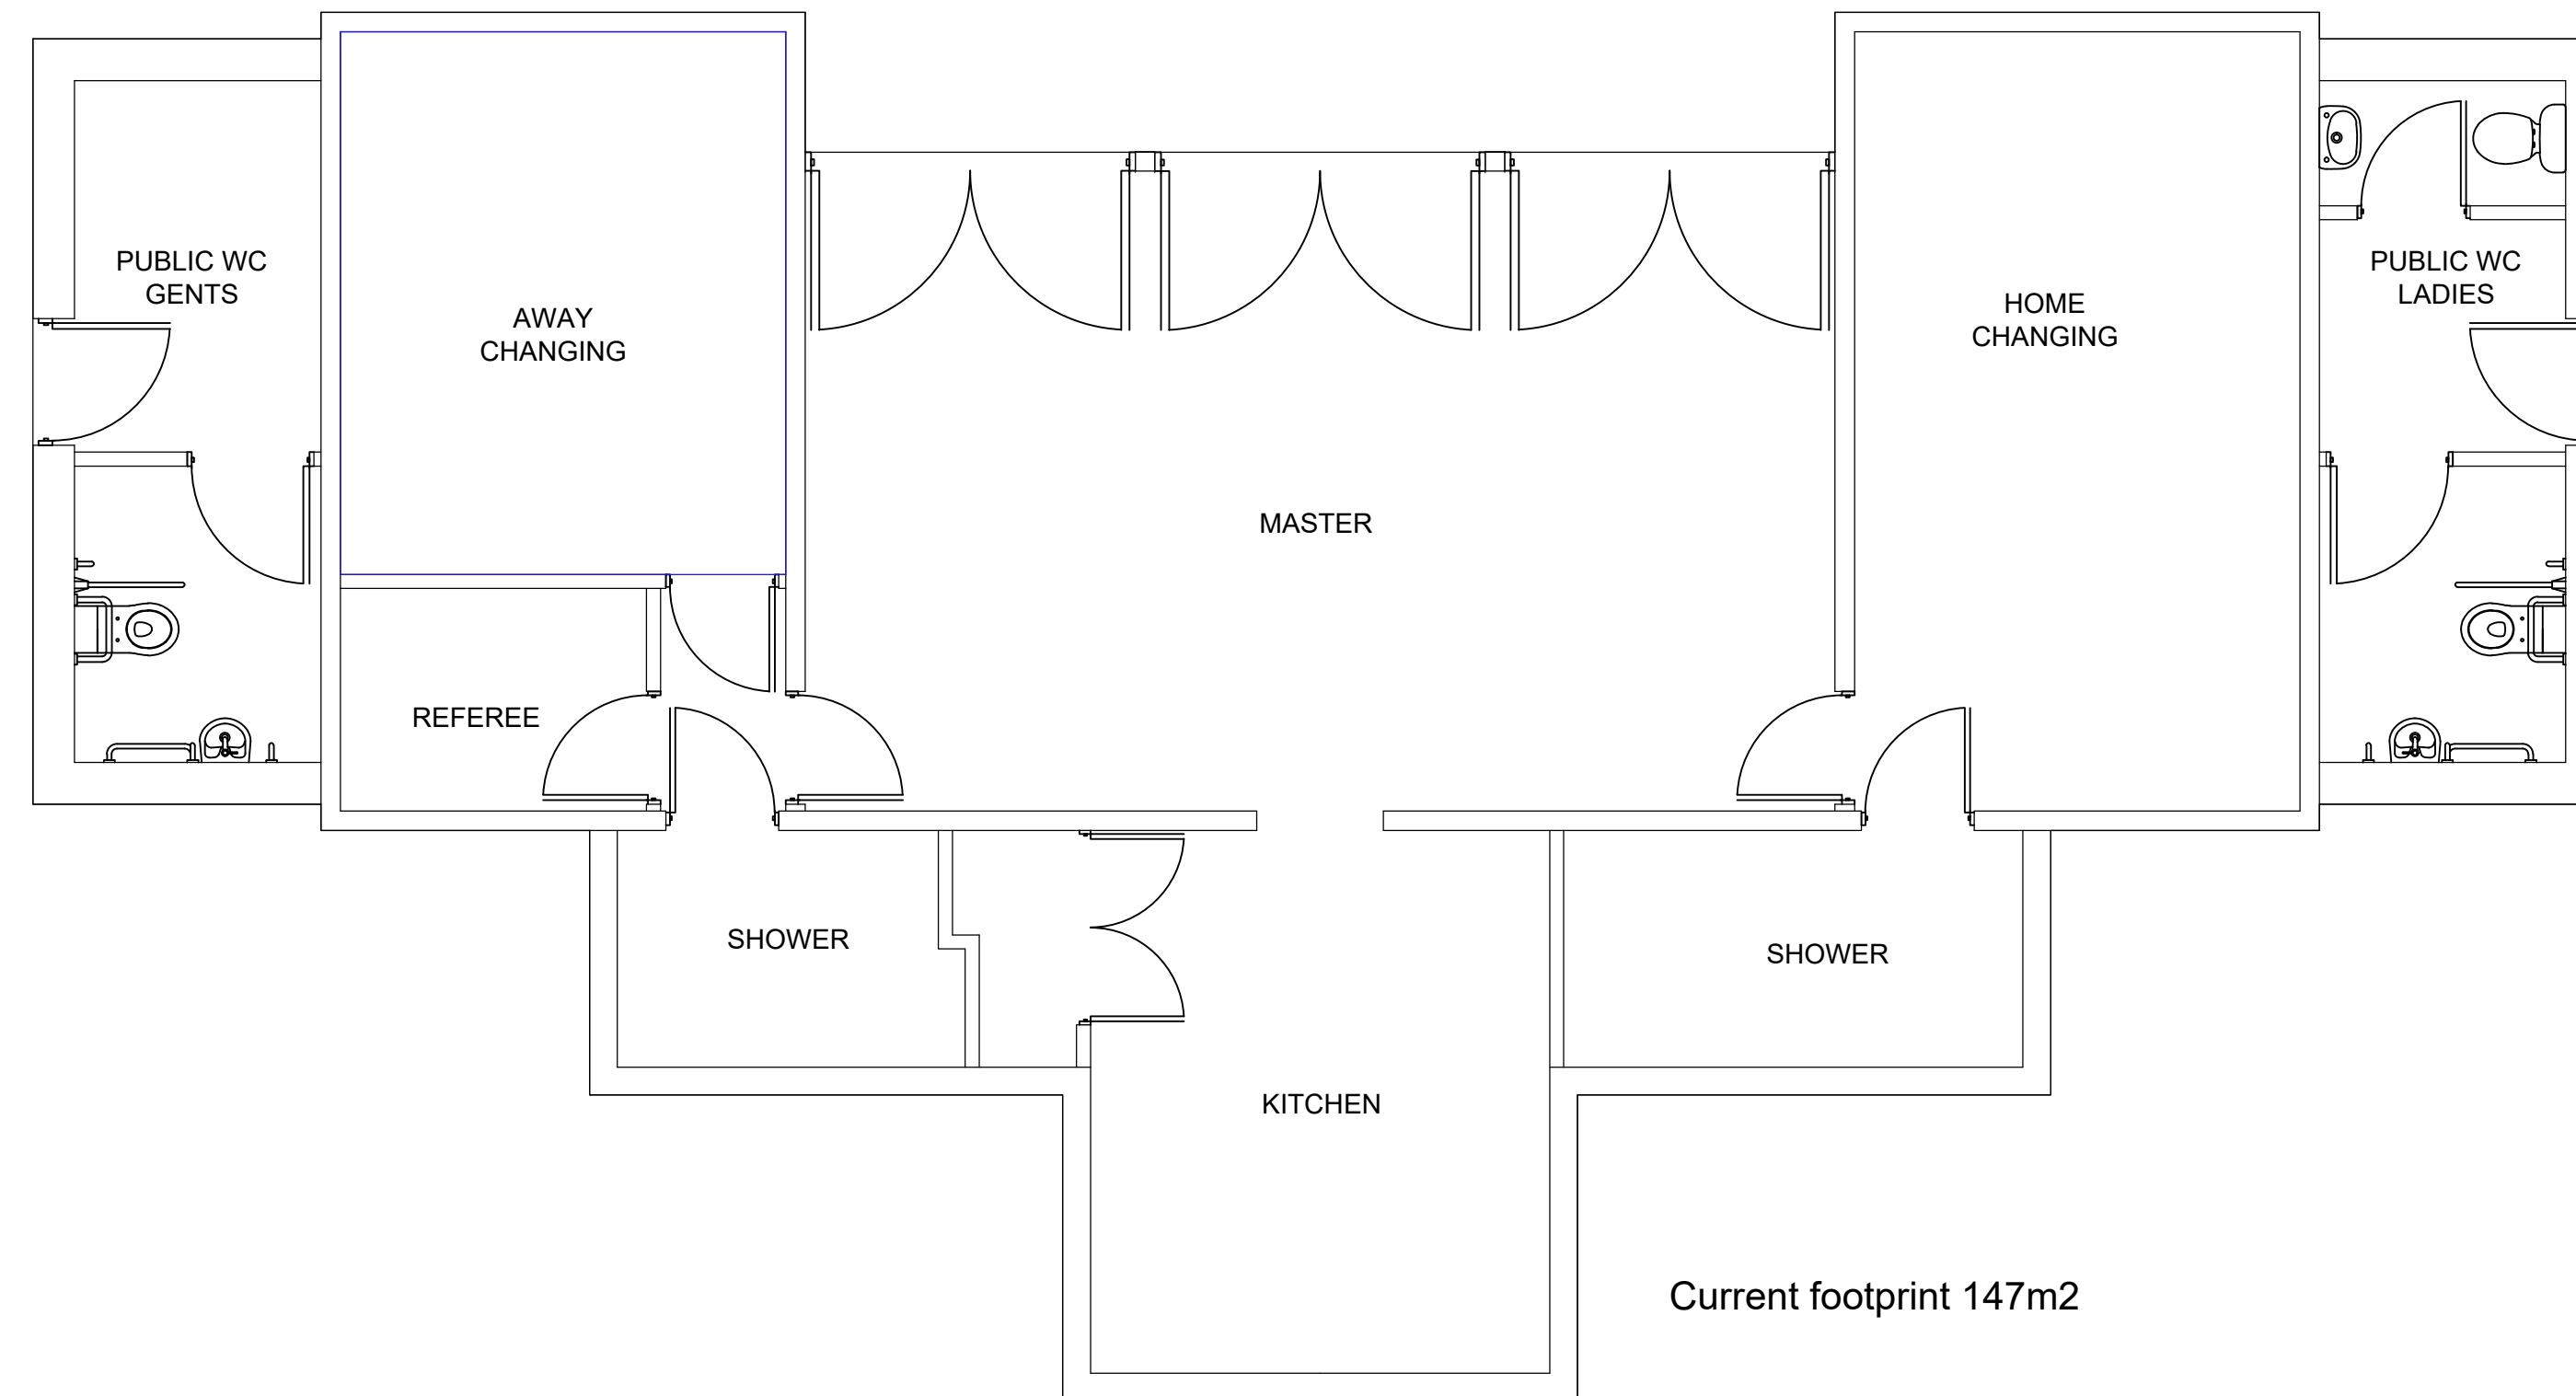 PUBLIC WC
GENTS
AWAY
CHANGING
HOME
CHANGING
PUBLIC WC
LADIES
MASTER
REFEREE
SHOWER
SHOWER
KITCHEN
Current footprint 147m2